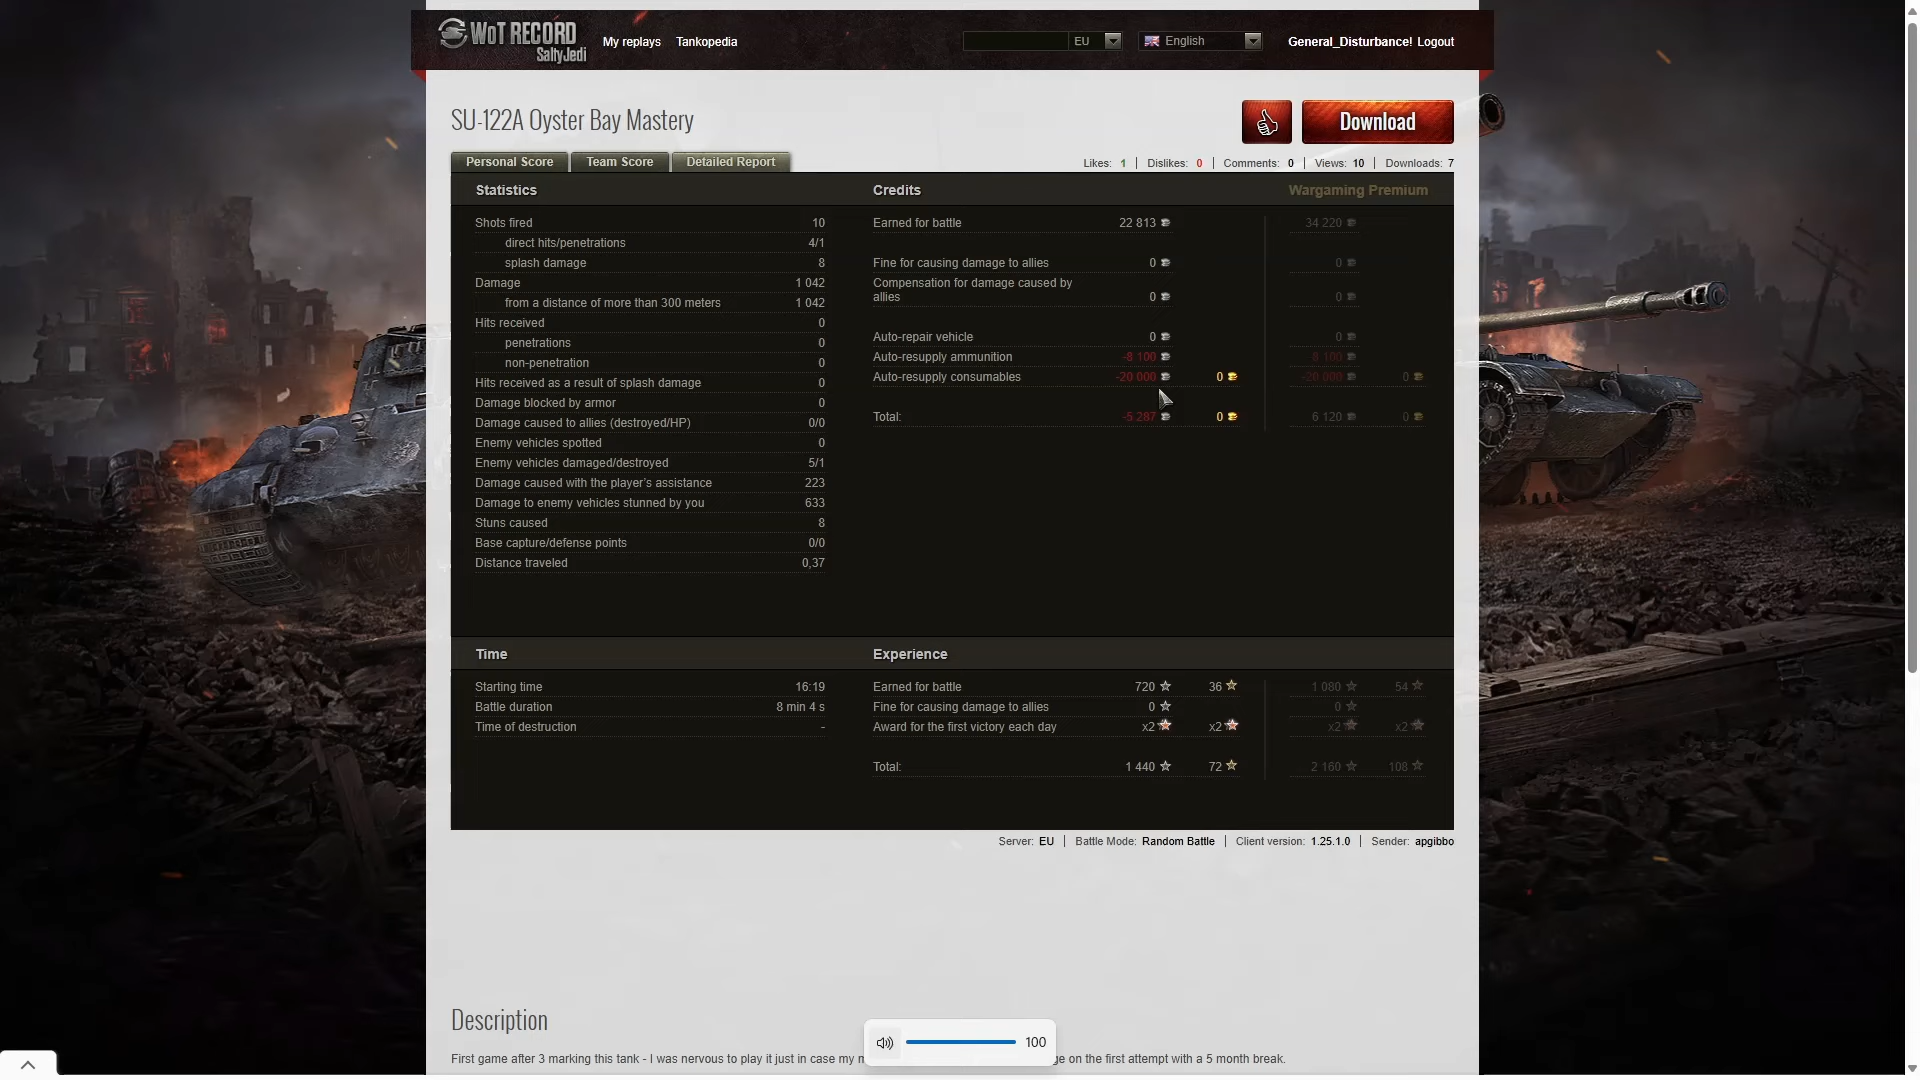 WoT RECORD
SaltyJedi
My replays
Tankopedia
EU
English
General_Disturbance! Logout
SU-122A Oyster Bay Mastery
Download
Personal Score
Team Score
Detailed Report
Likes: 1 | Dislikes: 0 | Comments: 0 | Views: 10 | Downloads: 7
Statistics
Shots fired 10
direct hits/penetrations 4/1
splash damage 8
Damage 1 042
from a distance of more than 300 meters 1 042
Hits received 0
penetrations 0
non-penetration 0
Hits received as a result of splash damage 0
Damage blocked by armor 0
Damage caused to allies (destroyed/HP) 0/0
Enemy vehicles spotted 0
Enemy vehicles damaged/destroyed 5/1
Damage caused with the player's assistance 223
Damage to enemy vehicles stunned by you 633
Stuns caused 8
Base capture/defense points 0/0
Distance traveled 0,37
Credits
Wargaming Premium
Earned for battle 22 813 34 220
Fine for causing damage to allies 0 0
Compensation for damage caused by
allies 0 0
Auto-repair vehicle 0 0
Auto-resupply ammunition -8 100 8 100
Auto-resupply consumables -20 000 0 -20 000 0
Total: -5 287 0 6 120 0
Time
Starting time 16:19
Battle duration 8 min 4 s
Time of destruction -
Experience
Earned for battle 720 36 1 080 54
Fine for causing damage to allies 0 0
Award for the first victory each day x2 x2 x2 x2
Total: 1 440 72 2 160 108
Server: EU | Battle Mode: Random Battle | Client version: 1.25.1.0 | Sender: apgibbo
Description
First game after 3 marking this tank - I was nervous to play it just in case my on the first attempt with a 5 month break.
100